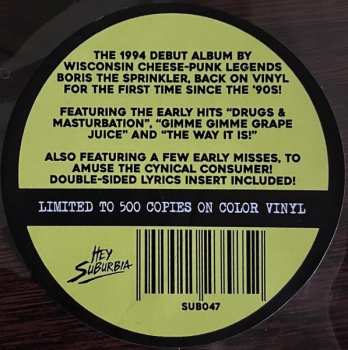 THE 1994 DEBUT ALBUM BY
WISCONSIN CHEESE-PUNK LEGENDS
BORIS THE SPRINKLER, BACK ON VINYL
FOR THE FIRST TIME SINCE THE '90S!
FEATURING THE EARLY HITS "DRUGS &
MASTURBATION", "GIMME GIMME GRAPE
JUICE" AND "THE WAY IT IS!"
ALSO FEATURING A FEW EARLY MISSES, TO
AMUSE THE CYNICAL CONSUMER!
DOUBLE-SIDED LYRICS INSERT INCLUDED!
LIMITED TO 500 COPIES ON COLOR VINYL
HEY
SUBURBIA
SUB047